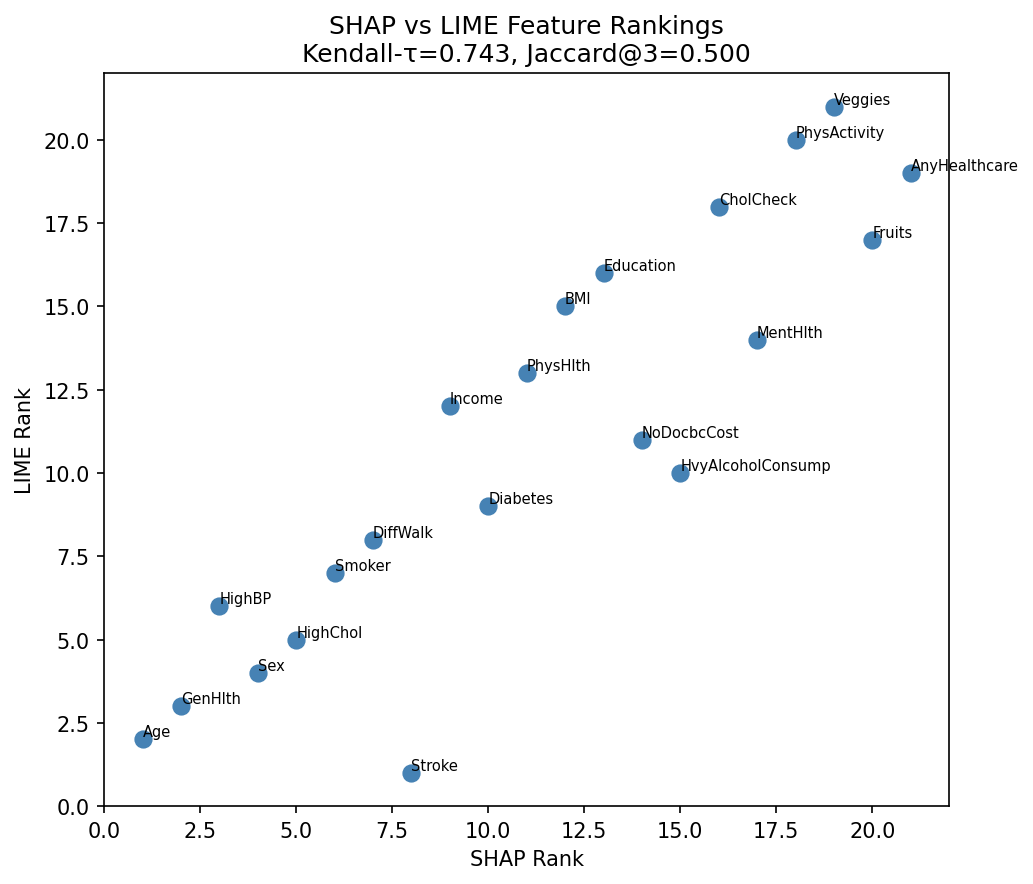 SHAP vs LIME Feature Rankings
Kendall-τ=0.743, Jaccard@3=0.500
Veggies
PhysActivity
AnyHealthcare
CholCheck
Fruits
Education
BMI
MentHlth
PhysHlth
Income
NoDocbcCost
HvyAlcoholConsump
Diabetes
DiffWalk
Smoker
HighBP
HighChol
Sex
GenHlth
Age
Stroke
20.0
17.5
15.0
12.5
10.0
7.5
5.0
2.5
0.0
LIME Rank
0.0 2.5 5.0 7.5 10.0 12.5 15.0 17.5 20.0
SHAP Rank